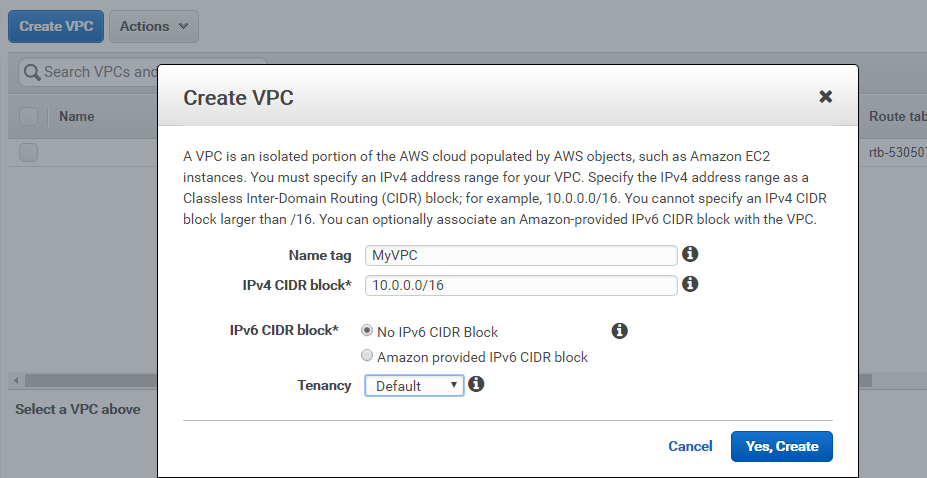 Create VPC Actions
Search VPCs and
Name Route tab
rtb-53050
Create VPC
A VPC is an isolated portion of the AWS cloud populated by AWS objects, such as Amazon EC2
instances. You must specify an IPv4 address range for your VPC. Specify the IPv4 address range as a
Classless Inter-Domain Routing (CIDR) block; for example, 10.0.0.0/16. You cannot specify an IPv4 CIDR
block larger than /16. You can optionally associate an Amazon-provided IPv6 CIDR block with the VPC.
Name tag MyVPC
IPv4 CIDR block* 10.0.0.0/16
IPv6 CIDR block* No IPv6 CIDR Block
Amazon provided IPv6 CIDR block
Tenancy Default
Select a VPC above
Cancel Yes, Create